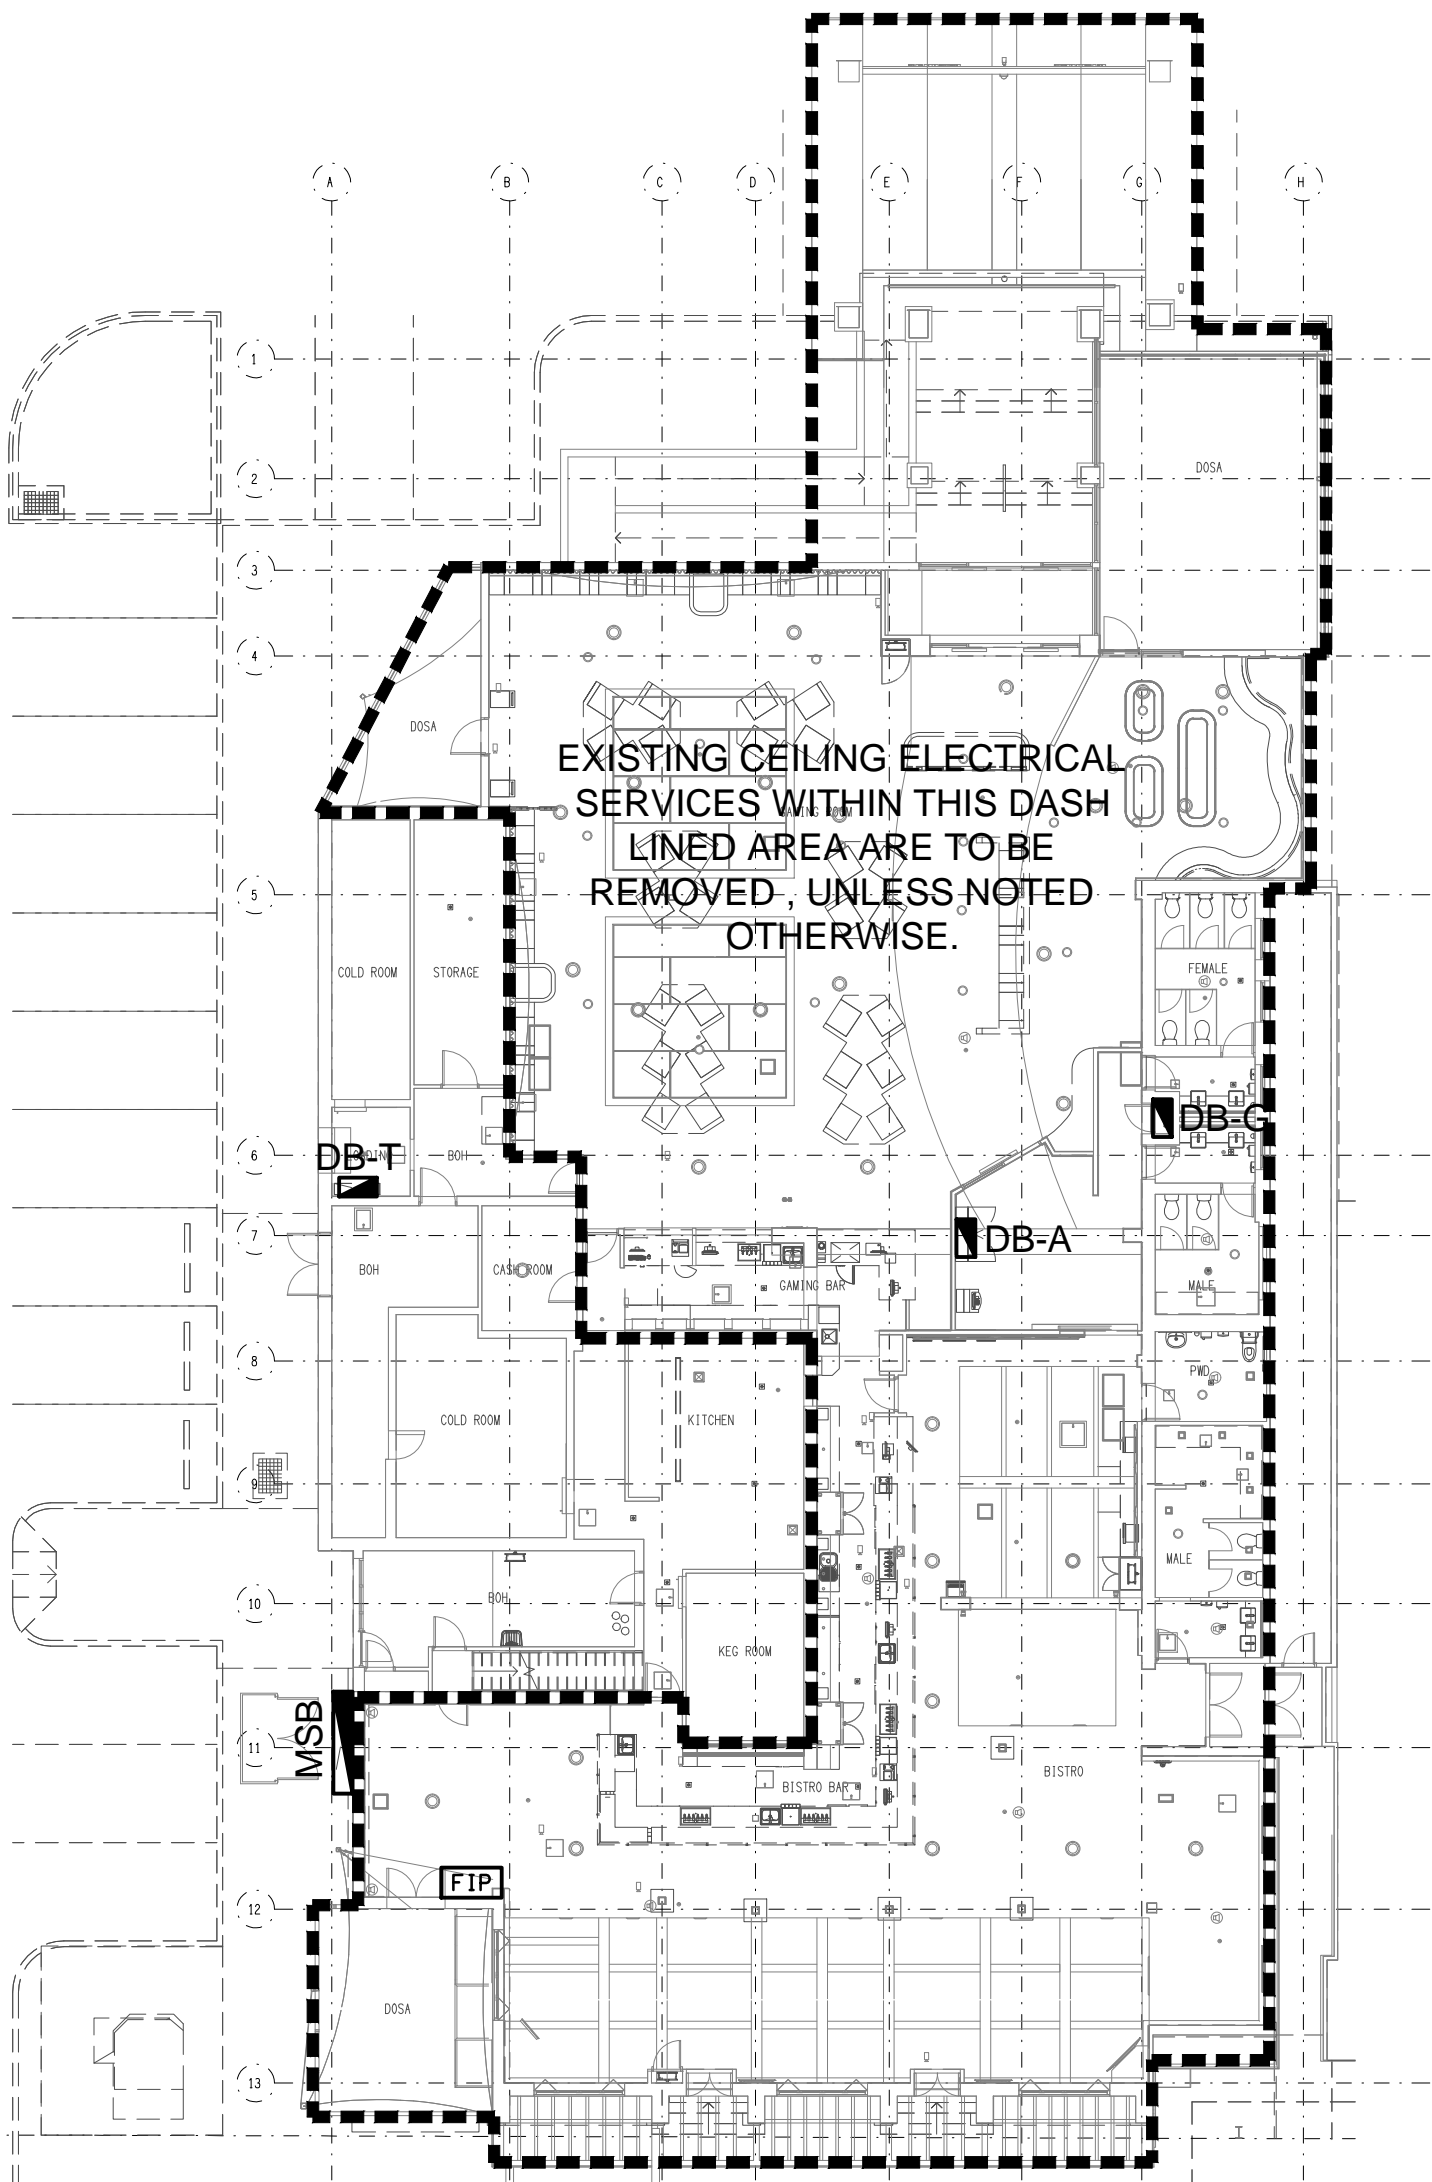 A B C D E F G H
1
2
DOSA
3
4
DOSA
EXISTING CEILING ELECTRICAL
SERVICES WITHIN THIS DASH
LINED AREA ARE TO BE
REMOVED , UNLESS NOTED
OTHERWISE.
5
COLD ROOM
STORAGE
FEMALE
DB-G
DB-T
6
BOH
7
DB-A
BOH
CASH ROOM
GAMING BAR
MALE
8
PWD
COLD ROOM
KITCHEN
9
MALE
10
BOH
KEG ROOM
MSB
11
BISTRO
BISTRO BAR
FIP
12
DOSA
13
I